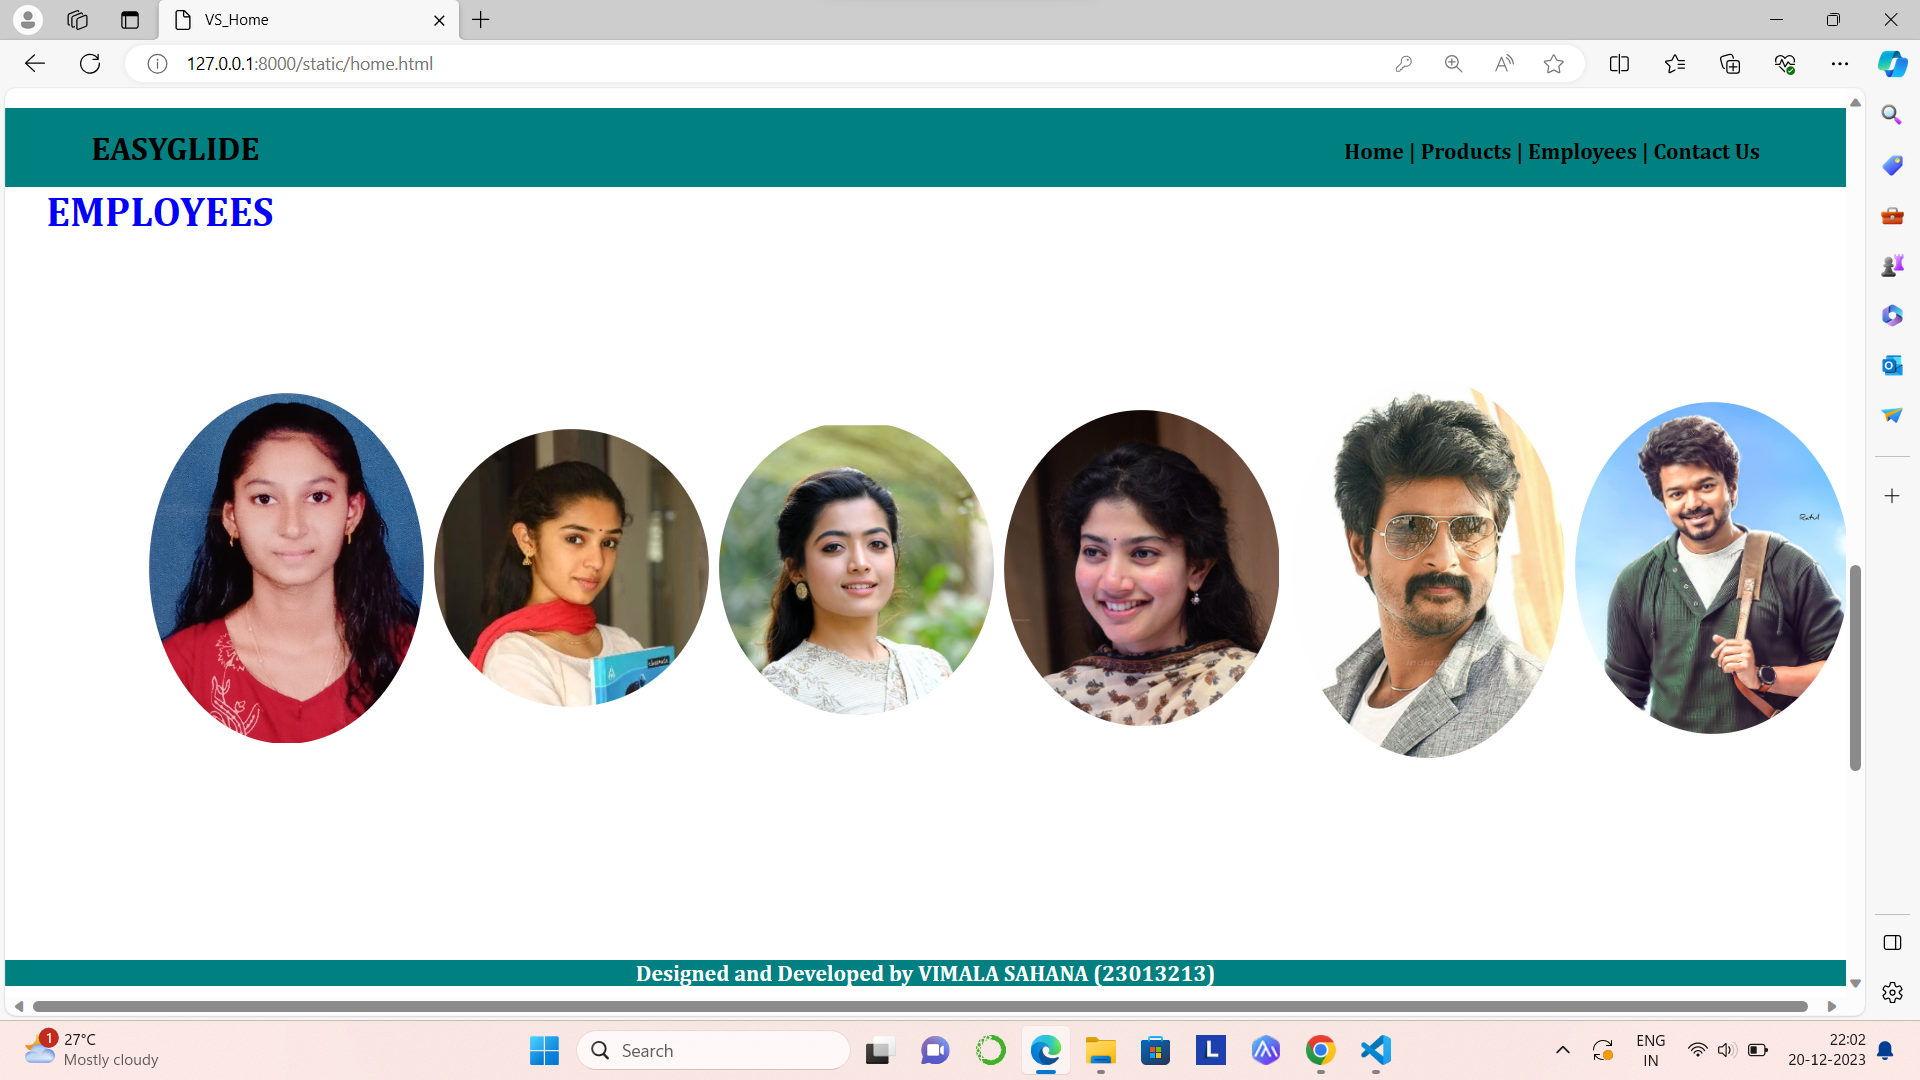 VS_Home
127.0.0.1:8000/static/home.html
EASYGLIDE
Home | Products | Employees | Contact Us
EMPLOYEES
Rahul
Designed and Developed by VIMALA SAHANA (23013213)
1
27°C
Mostly cloudy
Search
L
ENG
IN
22:02
20-12-2023